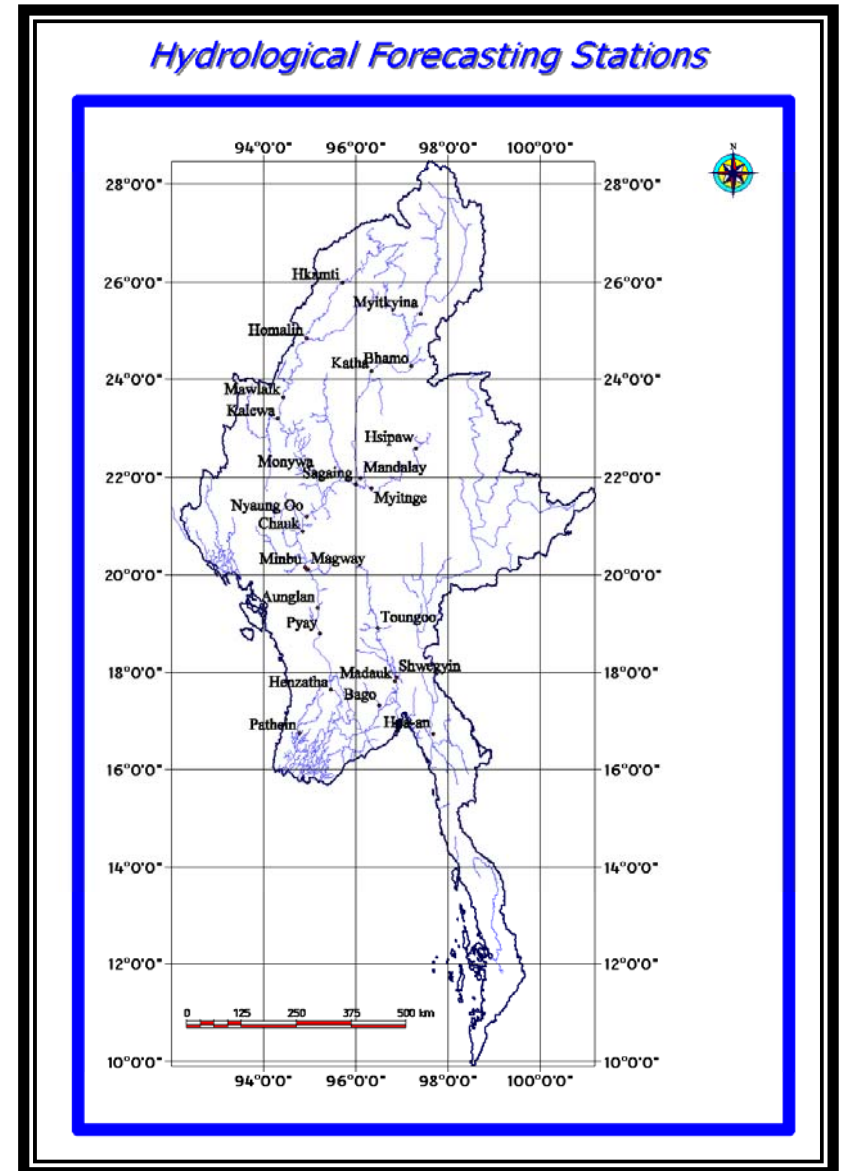 Hydrological Forecasting Stations
N
94°0'0" 96°0'0" 98°0'0" 100°0'0"
28°0'0" 28°0'0"
26°0'0" 26°0'0"
Hkamti
Myitkyina
Homalin
Katha Bhamo
24°0'0" 24°0'0"
Mawlaik
Kalewa
Hsipaw
Monywa
Sagaing Mandalay
22°0'0" 22°0'0"
Myitnge
Nyaung Oo
Chauk
Minbu Magway
20°0'0" 20°0'0"
Aunglan
Toungoo
Pyay
Madauk Shwegyin
18°0'0" 18°0'0"
Henzatha
Bago
Pathein Hpa-an
16°0'0" 16°0'0"
14°0'0" 14°0'0"
12°0'0" 12°0'0"
0 125 250 375 500 km
10°0'0" 10°0'0"
94°0'0" 96°0'0" 98°0'0" 100°0'0"